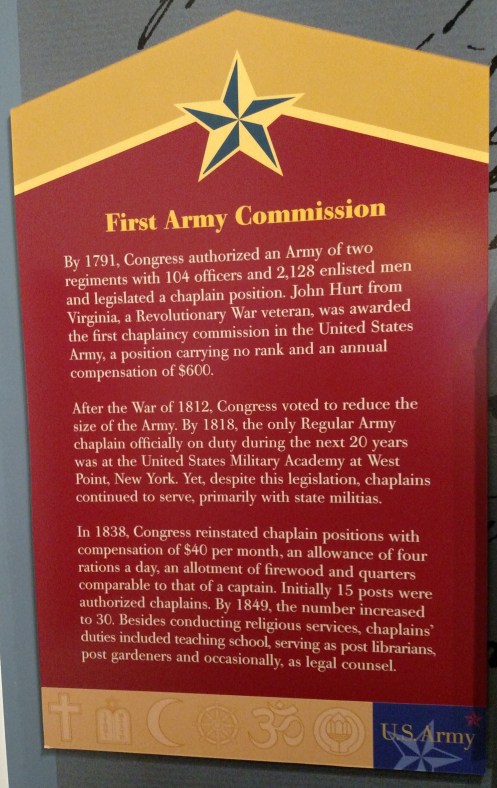 First Army Commission
By 1791, Congress authorized an Army of two
regiments with 104 officers and 2,128 enlisted men
and legislated a chaplain position. John Hurt from
Virginia, a Revolutionary War veteran, was awarded
the first chaplaincy commission in the United States
Army, a position carrying no rank and an annual
compensation of $600.
After the War of 1812, Congress voted to reduce the
size of the Army. By 1818, the only Regular Army
chaplain officially on duty during the next 20 years
was at the United States Military Academy at West
Point, New York. Yet, despite this legislation, chaplains
continued to serve, primarily with state militias.
In 1838, Congress reinstated chaplain positions with
compensation of $40 per month, an allowance of four
rations a day, an allotment of firewood and quarters
comparable to that of a captain. Initially 15 posts were
authorized chaplains. By 1849, the number increased
to 30. Besides conducting religious services, chaplains’
duties included teaching school, serving as post librarians,
post gardeners and occasionally, as legal counsel.
ॐ
U.S. Army